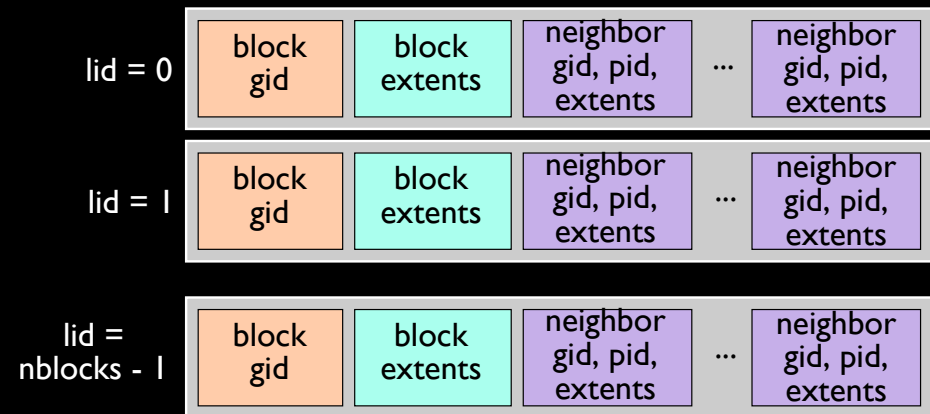 lid = 0
block
gid
block
extents
neighbor
gid, pid,
extents
...
neighbor
gid, pid,
extents
lid = 1
block
gid
block
extents
neighbor
gid, pid,
extents
...
neighbor
gid, pid,
extents
lid =
nblocks - 1
block
gid
block
extents
neighbor
gid, pid,
extents
...
neighbor
gid, pid,
extents